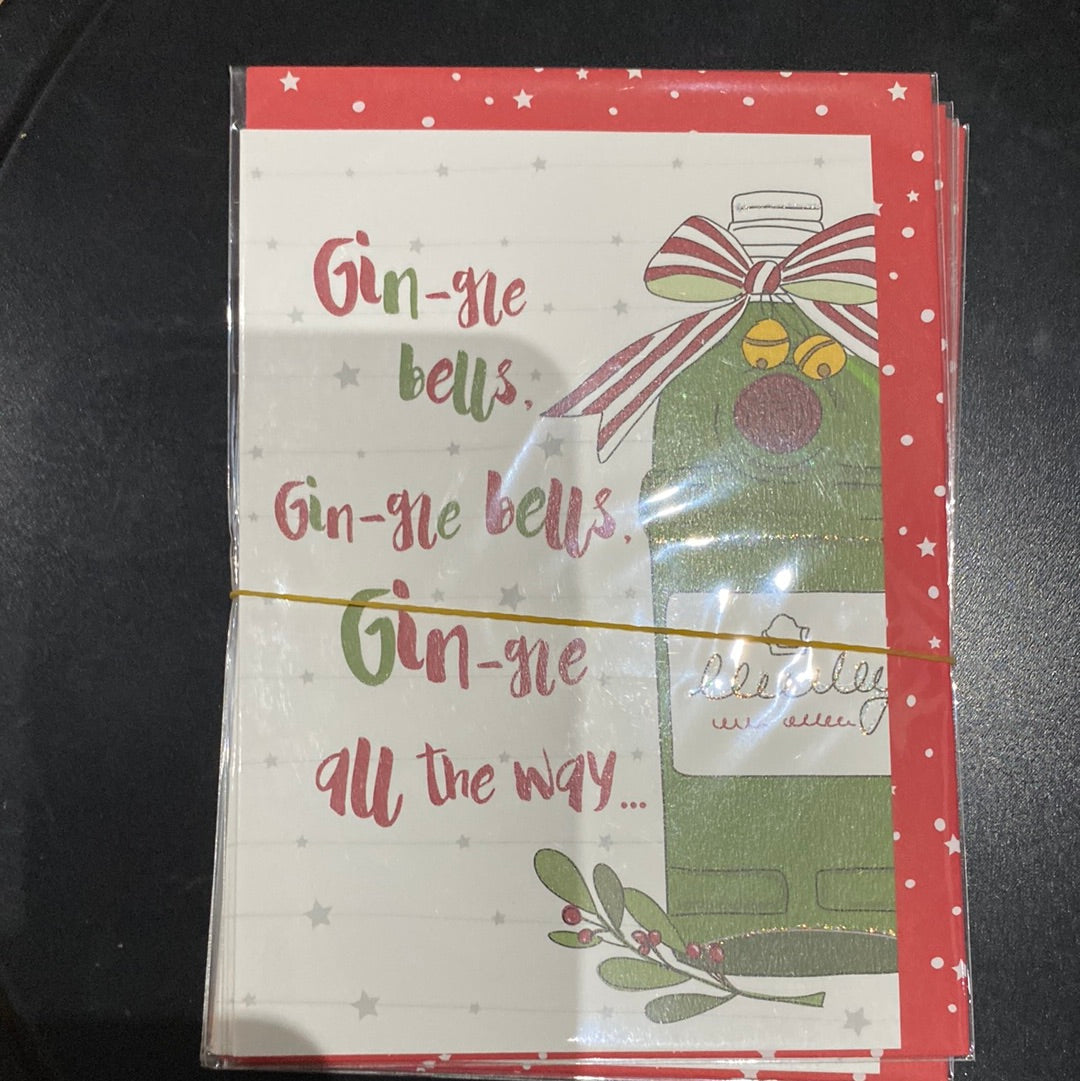 Gin-gle
bells,
Gin-gle bells,
Gin-gle
all the way...